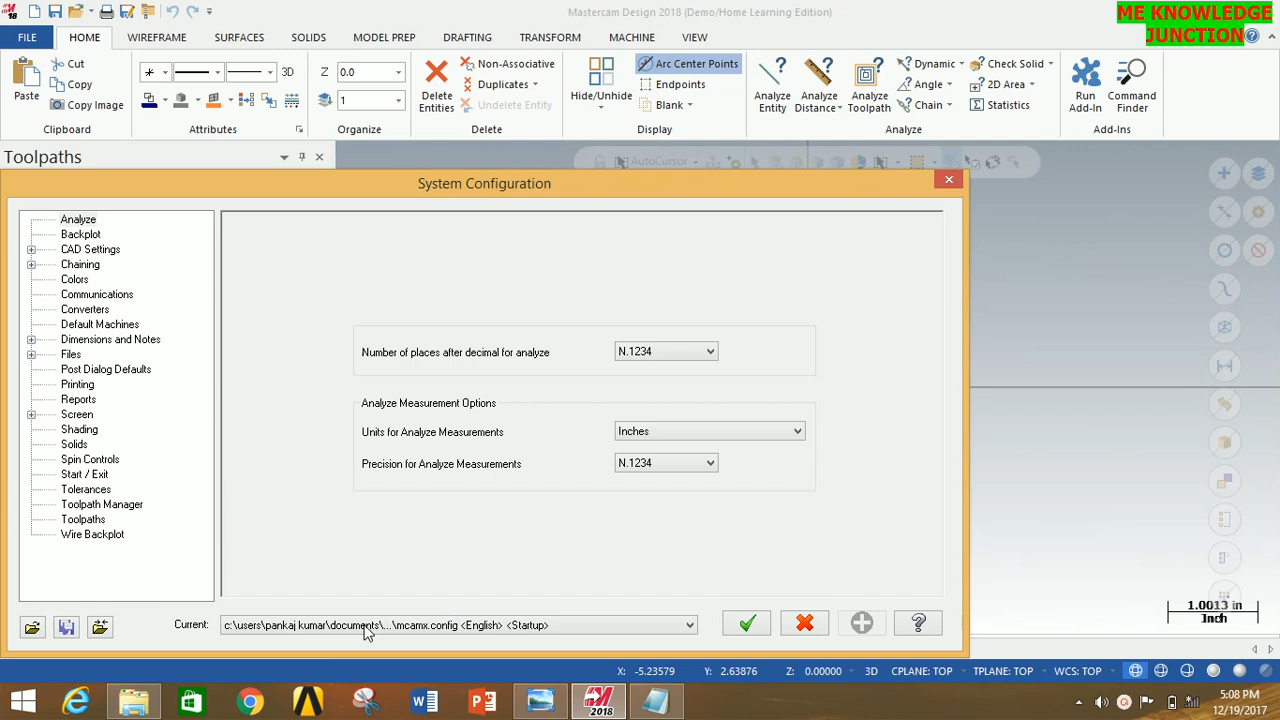 18
Mastercam Design 2018 (Demo/Home Learning Edition)
ME KNOWLEDGE
JUNCTION
FILE HOME WIREFRAME SURFACES SOLIDS MODEL PREP DRAFTING TRANSFORM MACHINE VIEW
Paste
Cut
Copy
Copy Image
Clipboard
3D
Attributes
Z 0.0
1
Organize
Delete
Entities
Non-Associative
Duplicates
Undelete Entity
Delete
Hide/Unhide
Arc Center Points
Endpoints
Blank
Display
Analyze
Entity
Analyze
Distance
Analyze
Toolpath
Dynamic
Angle
Chain
Check Solid
2D Area
Statistics
Analyze
Run
Add-In
Command
Finder
Add-Ins
Toolpaths
AutoCursor
System Configuration
Analyze
Backplot
CAD Settings
Chaining
Colors
Communications
Converters
Default Machines
Dimensions and Notes
Files
Post Dialog Defaults
Printing
Reports
Screen
Shading
Solids
Spin Controls
Start / Exit
Tolerances
Toolpath Manager
Toolpaths
Wire Backplot
Number of places after decimal for analyze N.1234
Analyze Measurement Options
Units for Analyze Measurements Inches
Precision for Analyze Measurements N.1234
Current: c:\users\pankaj kumar\documents\...\mcamx.config <English> <Startup>
1.0013 in
Inch
X: -5.23579 Y: 2.63876 Z: 0.00000 3D CPLANE: TOP TPLANE: TOP WCS: TOP
2018
5:08 PM
12/19/2017